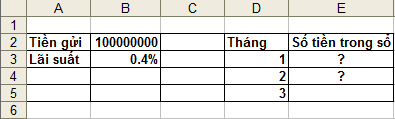 A B C D E
1
2 Tiền gửi 100000000 Tháng Số tiền trong sổ
3 Lãi suất 0.4% 1 ?
4 2 ?
5 3
6